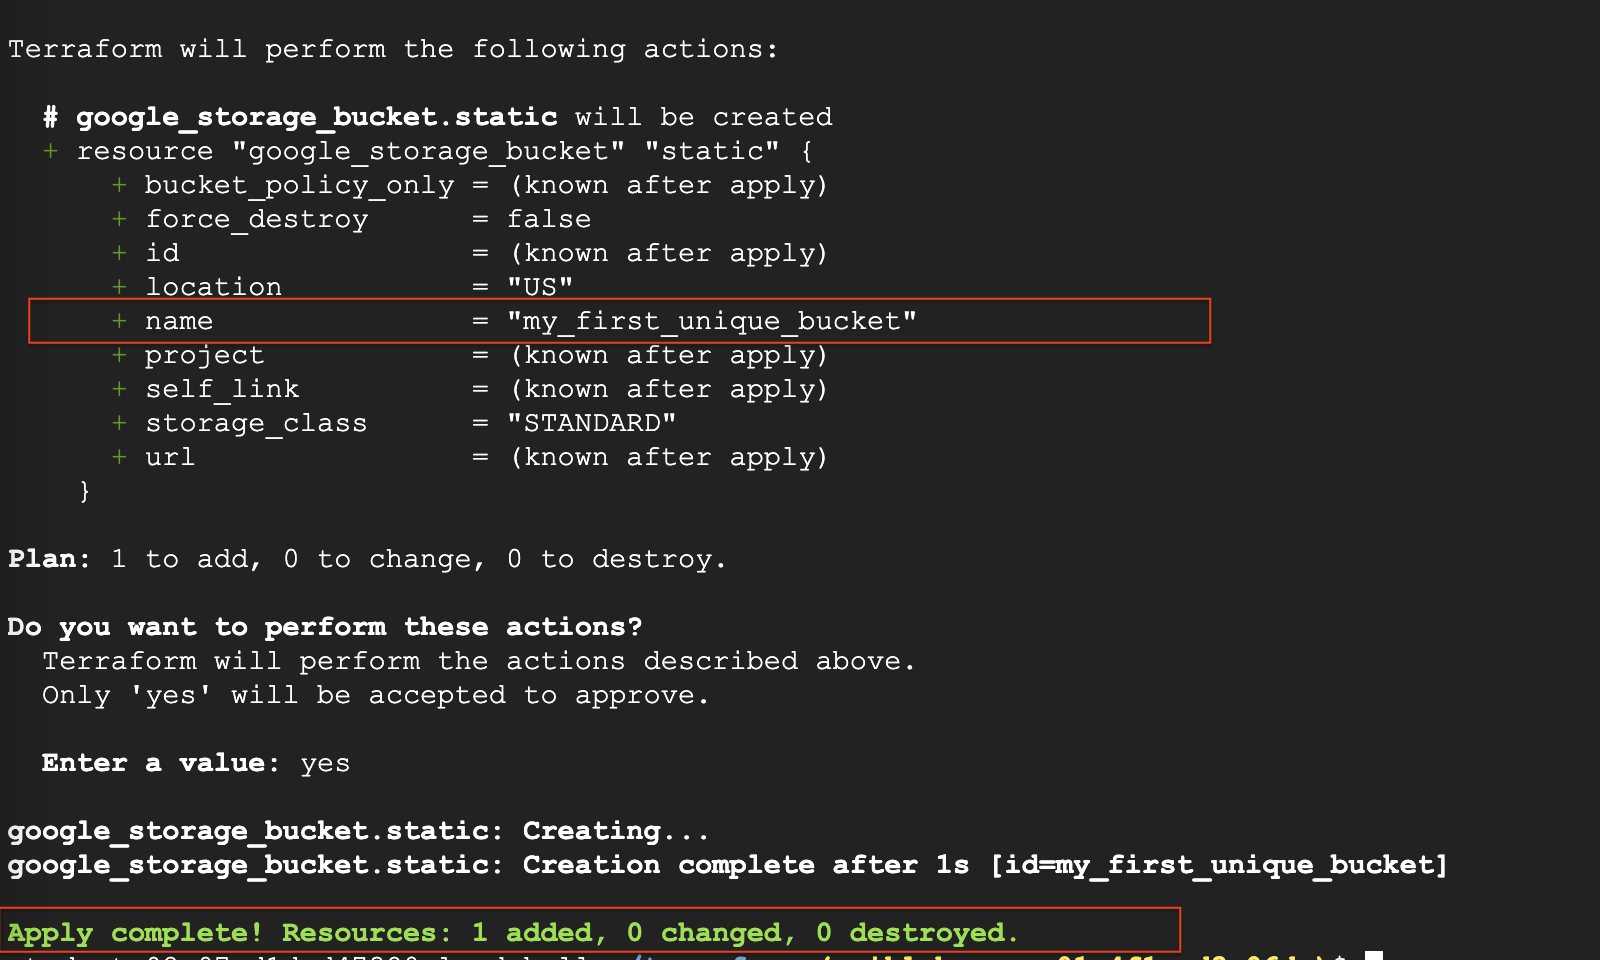 Terraform will perform the following actions:
# google_storage_bucket.static will be created
+ resource "google_storage_bucket" "static" {
+ bucket_policy_only = (known after apply)
+ force_destroy = false
+ id = (known after apply)
+ location = "US"
+ name = "my_first_unique_bucket"
+ project = (known after apply)
+ self_link = (known after apply)
+ storage_class = "STANDARD"
+ url = (known after apply)
}
Plan: 1 to add, 0 to change, 0 to destroy.
Do you want to perform these actions?
Terraform will perform the actions described above.
Only 'yes' will be accepted to approve.
Enter a value: yes
google_storage_bucket.static: Creating...
google_storage_bucket.static: Creation complete after 1s [id=my_first_unique_bucket]
Apply complete! Resources: 1 added, 0 changed, 0 destroyed.